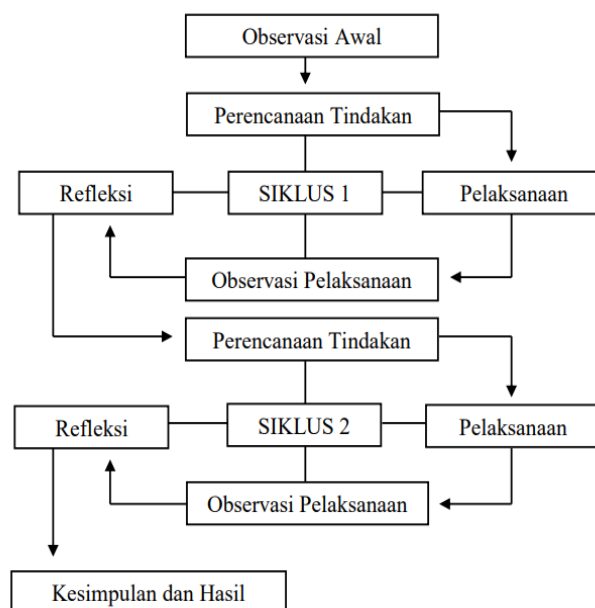 Observasi Awal
Perencanaan Tindakan
Refleksi
SIKLUS 1
Pelaksanaan
Observasi Pelaksanaan
Perencanaan Tindakan
Refleksi
SIKLUS 2
Pelaksanaan
Observasi Pelaksanaan
Kesimpulan dan Hasil